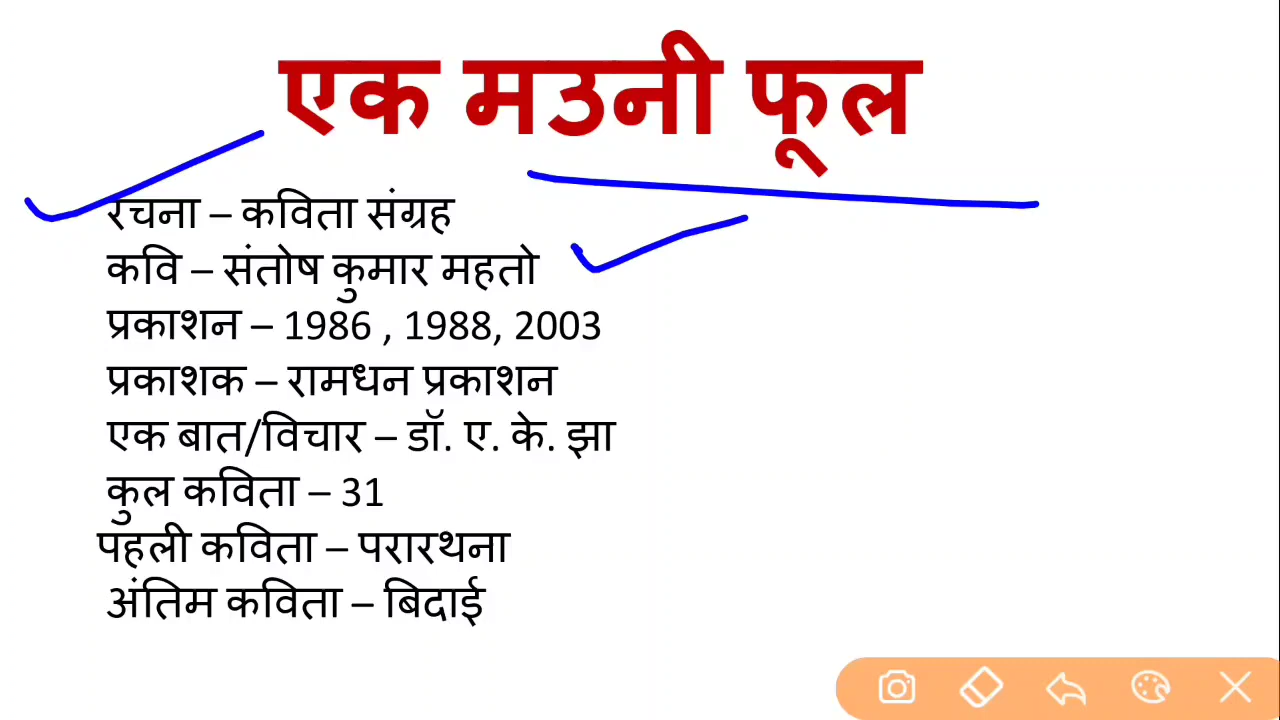 एक मउनी फूल
रचना – कविता संग्रह
कवि – संतोष कुमार महतो
प्रकाशन – 1986 , 1988, 2003
प्रकाशक – रामधन प्रकाशन
एक बात/विचार – डॉ. ए. के. झा
कुल कविता – 31
पहली कविता – परारथना
अंतिम कविता – बिदाई